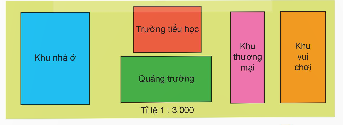 Khu nhà ở
Trường tiểu học
Quảng trường
Khu
thương
mại
Khu
vui
chơi
Tỉ lệ 1 : 3 000